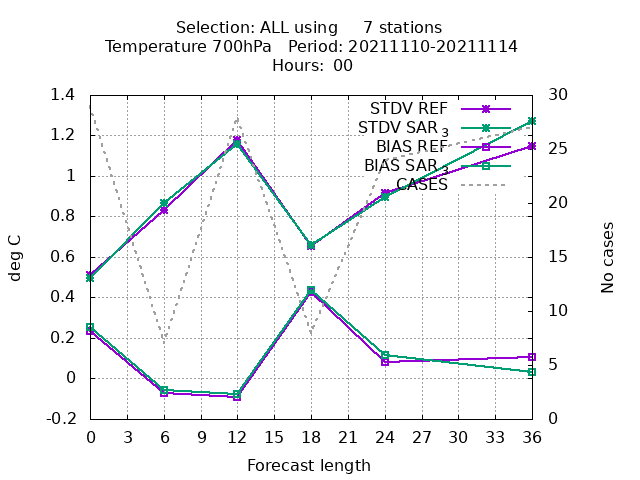 Selection: ALL using 7 stations
Temperature 700hPa Period: 20211110-20211114
Hours: 00
1.4
1.2
1
0.8
0.6
0.4
0.2
0
-0.2
deg C
STDV REF
STDV SAR3
BIAS REF
BIAS SAR3
CASES
30
25
20
15
10
5
0
No cases
0 3 6 9 12 15 18 21 24 27 30 33 36
Forecast length